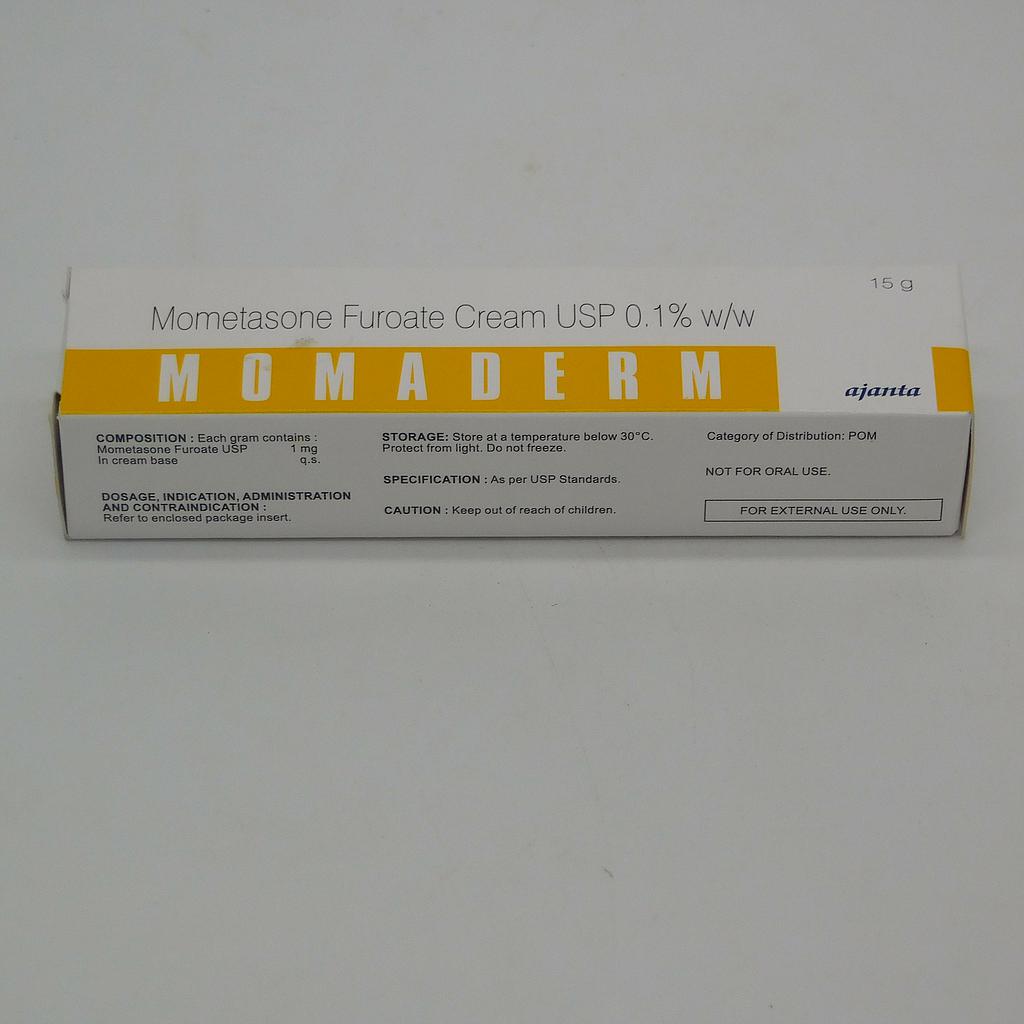 15 g
Mometasone Furoate Cream USP 0.1% w/w
MOMADERM
ajanta
COMPOSITION : Each gram contains :
Mometasone Furoate USP 1 mg
In cream base q.s.
DOSAGE, INDICATION, ADMINISTRATION
AND CONTRAINDICATION :
Refer to enclosed package insert.
STORAGE: Store at a temperature below 30°C.
Protect from light. Do not freeze.
SPECIFICATION : As per USP Standards.
CAUTION : Keep out of reach of children.
Category of Distribution: POM
NOT FOR ORAL USE.
FOR EXTERNAL USE ONLY.